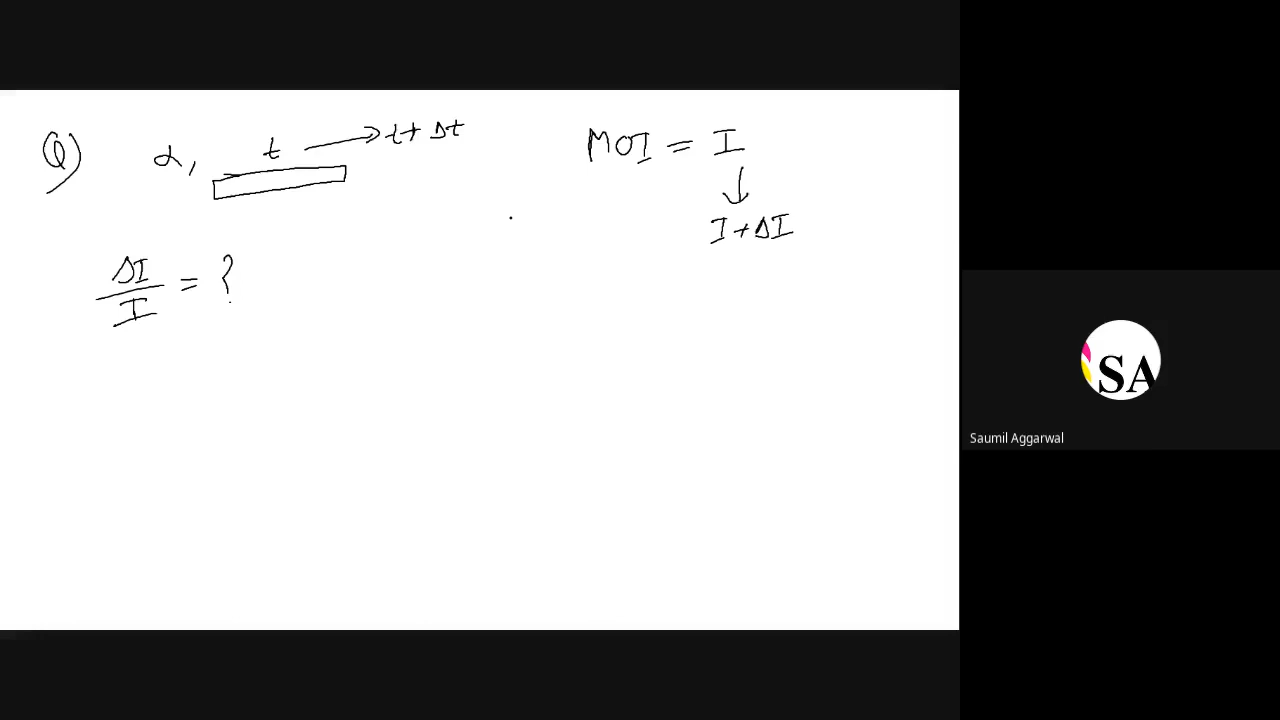 Q) α, t → t + Δt MOI = I
↓
I + ΔI
ΔI/I = ?
SA
Saumil Aggarwal